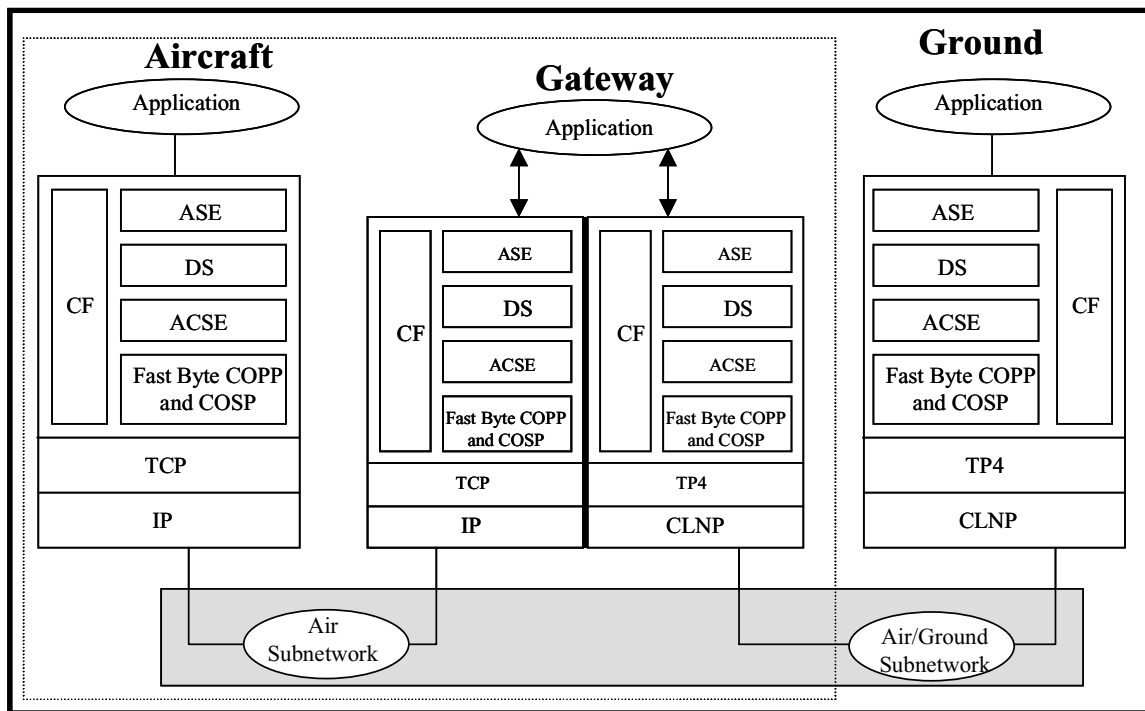 Aircraft
Application
CF
ASE
DS
ACSE
Fast Byte COPP
and COSP
TCP
IP
Gateway
Application
CF
ASE
DS
ACSE
Fast Byte COPP
and COSP
TCP
IP
CF
ASE
DS
ACSE
Fast Byte COPP
and COSP
TP4
CLNP
Ground
Application
ASE
DS
ACSE
Fast Byte COPP
and COSP
CF
TP4
CLNP
Air
Subnetwork
Air/Ground
Subnetwork